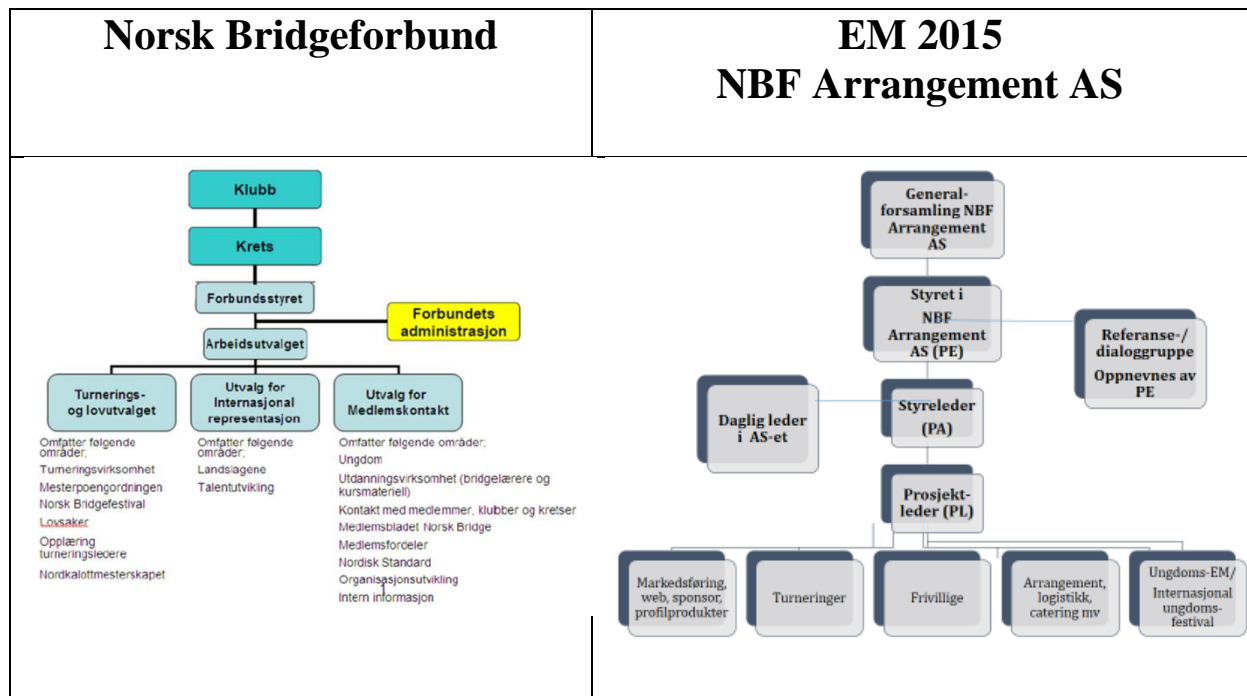 Norsk Bridgeforbund
EM 2015
NBF Arrangement AS
Klubb
Krets
Forbundsstyret
Forbundets
administrasjon
Arbeidsutvalget
Turnerings-
og lovutvalget
Utvalg for
Internasjonal
representasjon
Utvalg for
Medlemskontakt
Omfatter følgende
områder;
Turneringsvirksomhet
Mesterpoengordningen
Norsk Bridgefestival
Lovsaker
Opplæring
turneringsledere
Nordkalottmesterskapet
Omfatter følgende
områder;
Landslagene
Talentutvikling
Omfatter følgende områder;
Ungdom
Utdanningsvirksomhet (bridgelærere og
kursmateriell)
Kontakt med medlemmer, klubber og kretser
Medlemsbladet Norsk Bridge
Medlemsfordeler
Nordisk Standard
Organisasjonsutvikling
Intern informasjon
1
General-
forsamling NBF
Arrangement
AS
Styret i
NBF
Arrangement
AS (PE)
Referanse-/
dialoggruppe
Oppnevnes av
PE
Daglig leder
i AS-et
Styreleder
(PA)
Prosjekt-
leder (PL)
Markedsføring,
web, sponsor,
profilprodukter
Turneringer
Frivillige
Arrangement,
logistikk,
catering mv
Ungdoms-EM/
Internasjonal
ungdoms-
festival